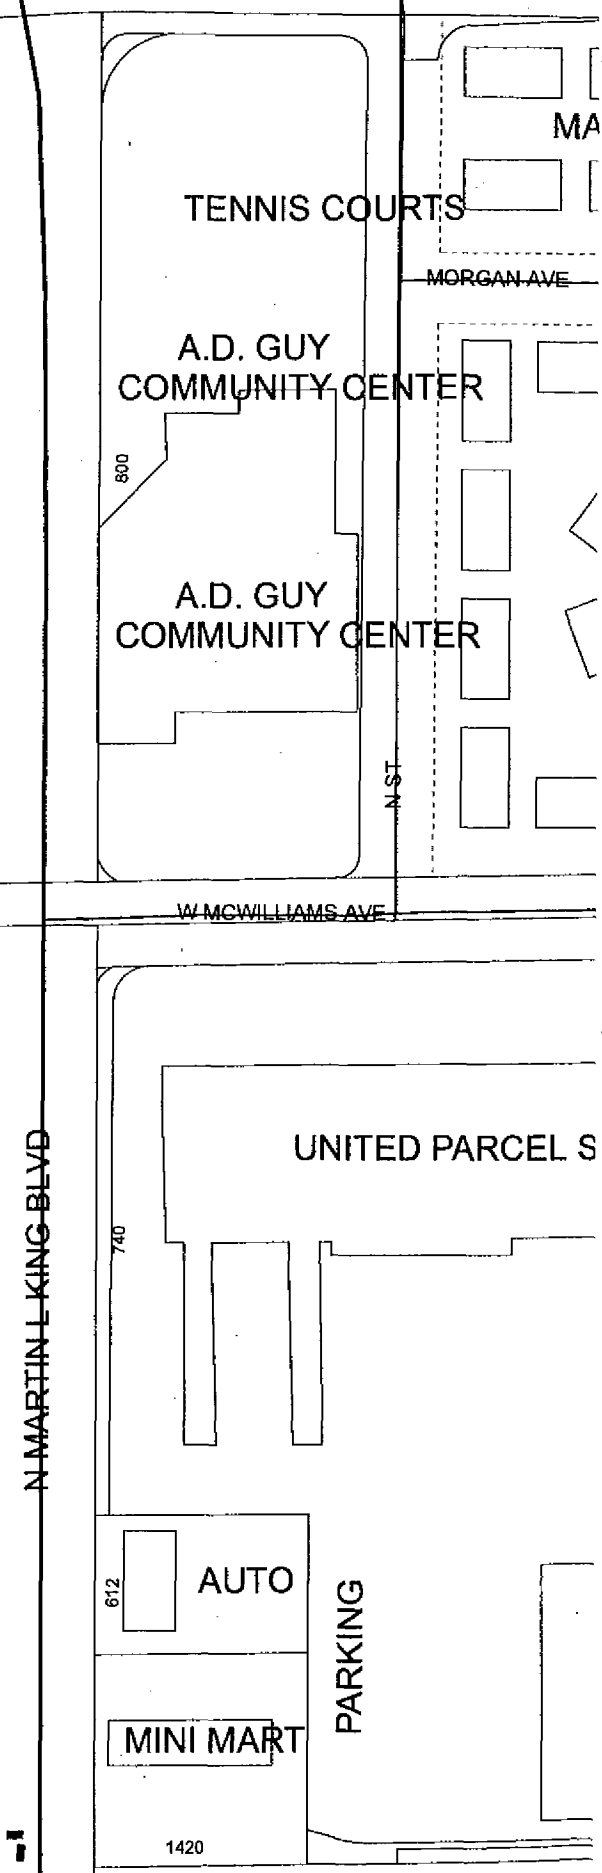 MA
TENNIS COURTS
MORGAN AVE
A.D. GUY
COMMUNITY CENTER
800
A.D. GUY
COMMUNITY CENTER
N ST
W MCWILLIAMS AVE
UNITED PARCEL S
N MARTIN L KING BLVD
740
AUTO
612
PARKING
MINI MART
1420